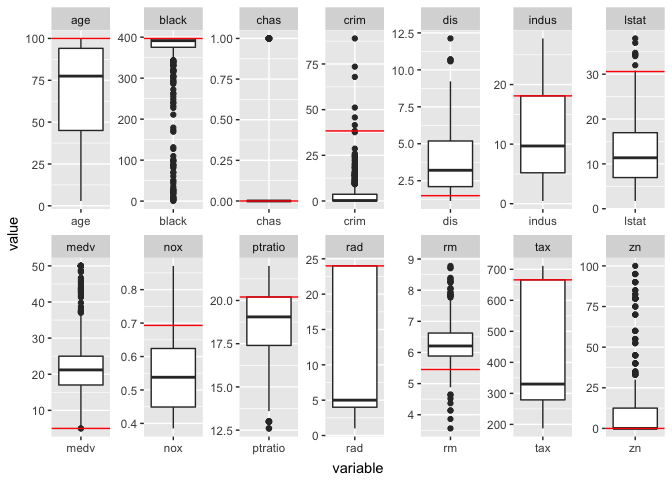 age black chas crim dis indus lstat
100 400 1.00 12.5
75 300 0.75 75 10.0 20 30
50 200 0.50 50 7.5 20
25 100 0.25 25 5.0 10 10
0 0 0.00 0 2.5 0 0
age black chas crim dis indus lstat
value
medv nox ptratio rad rm tax zn
50 0.8 25 9 700 100
40 0.7 20.0 20 8 600 75
30 0.6 17.5 15 7 500 50
20 0.5 15.0 10 6 400 25
10 0.4 12.5 5 5 300 0
0 4 200
medv nox ptratio rad rm tax zn
variable